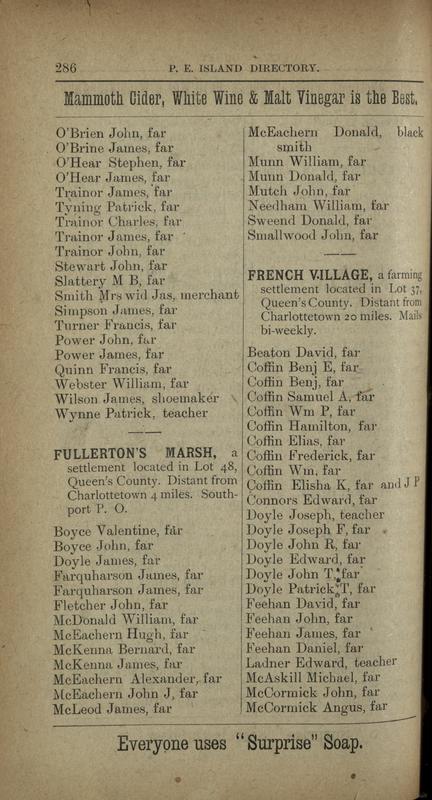 286
P. E. ISLAND DIRECTORY.
Mammoth Cider, White Wine & Malt Vinegar is the Best.
O'Brien John, far
O'Brine James, far
O'Hear Stephen, far
O'Hear James, far
Trainor James, far
Tyning Patrick, far
Trainor Charles, far
Trainor James, far
Trainor John, far
Stewart John, far
Slattery M B, far
Smith Mrs wid Jas, merchant
Simpson James, far
Turner Francis, far
Power John, far
Power James, far
Quinn Francis, far
Webster William, far
Wilson James, shoemaker
Wynne Patrick, teacher
FULLERTON'S MARSH, a
settlement located in Lot 48,
Queen's County. Distant from
Charlottetown 4 miles. South-
port P. O.
Boyce Valentine, far
Boyce John, far
Doyle James, far
Farquharson James, far
Farquharson James, far
Fletcher John, far
McDonald William, far
McEachern Hugh, far
McKenna Bernard, far
McKenna James, far
McEachern Alexander, far
McEachern John J, far
McLeod James, far
McEachern Donald, black
smith
Munn William, far
Munn Donald, far
Mutch John, far
Needham William, far
Sweend Donald, far
Smallwood John, far
FRENCH VILLAGE, a farming
settlement located in Lot 37,
Queen's County. Distant from
Charlottetown 20 miles. Mails
bi-weekly.
Beaton David, far
Coffin Benj E, far
Coffin Benj, far
Coffin Samuel A, far
Coffin Wm P, far
Coffin Hamilton, far
Coffin Elias, far
Coffin Frederick, far
Coffin Wm, far
Coffin Elisha K, far and J P
Connors Edward, far
Doyle Joseph, teacher
Doyle Joseph F, far
Doyle John R, far
Doyle Edward, far
Doyle John T, far
Doyle Patrick T, far
Feehan David, far
Feehan John, far
Feehan James, far
Feehan Daniel, far
Ladner Edward, teacher
McAskill Michael, far
McCormick John, far
McCormick Angus, far
Everyone uses "Surprise" Soap.